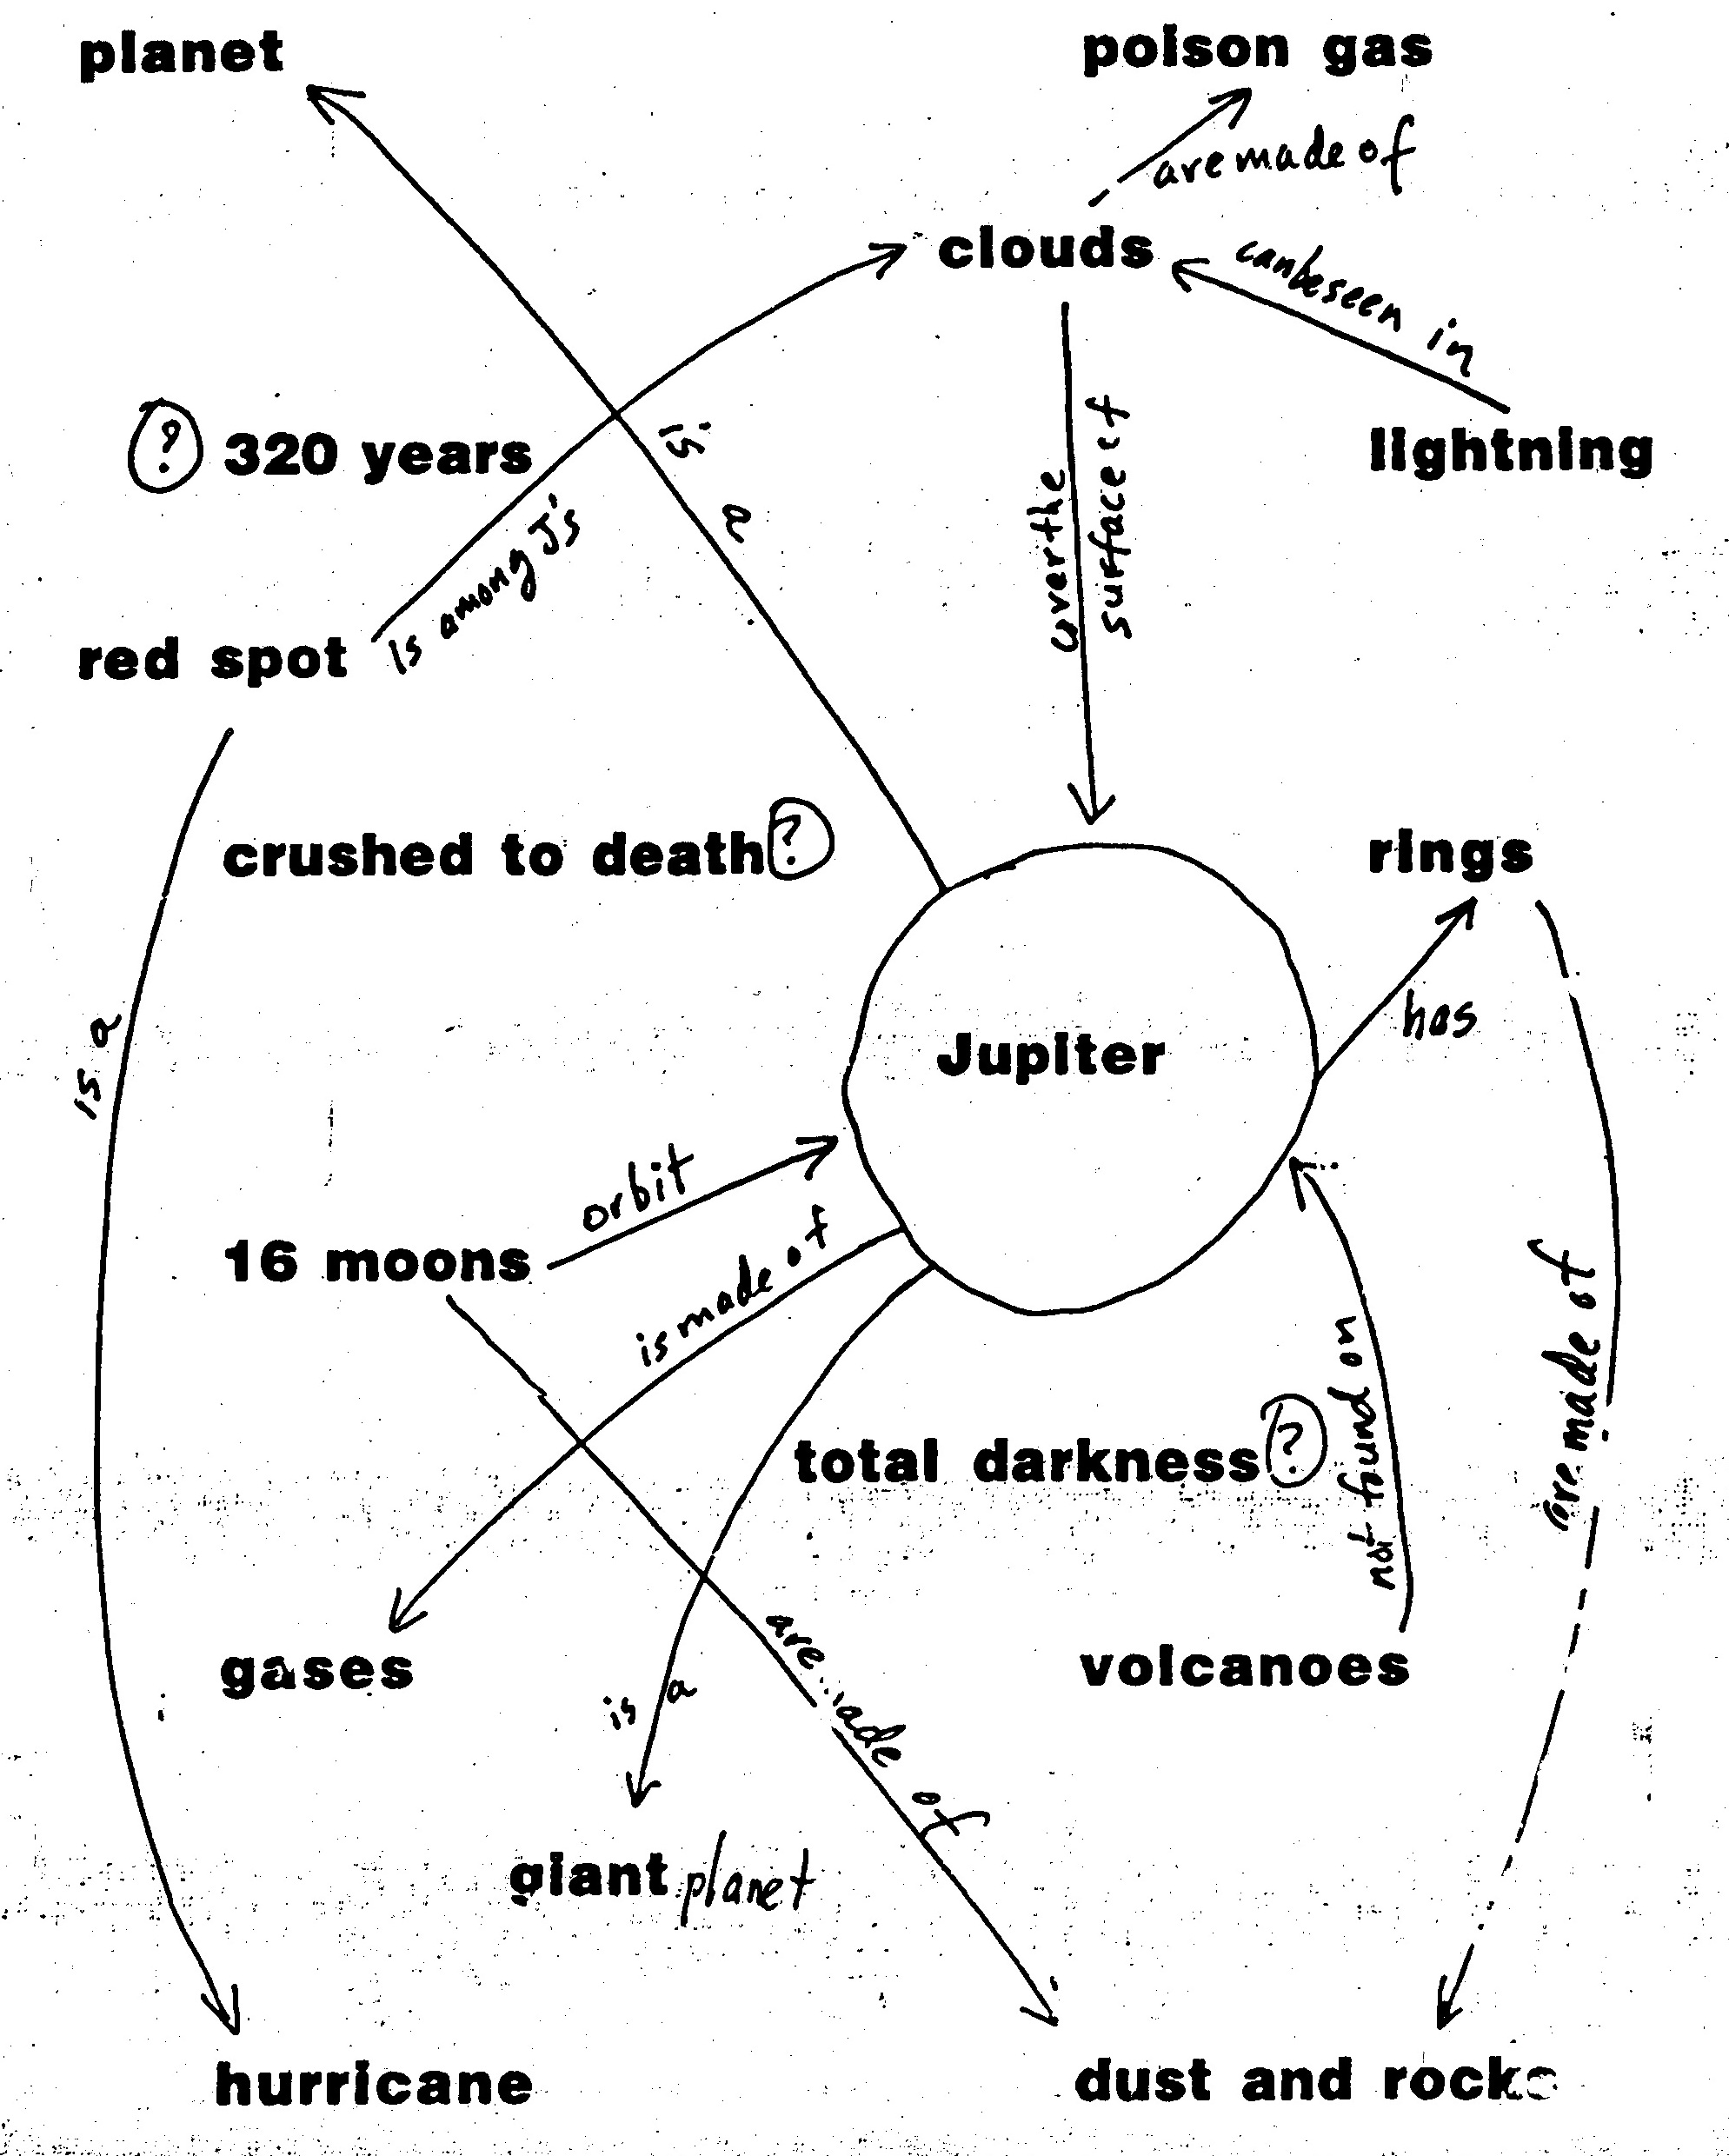 planet
poison gas
are made of
clouds
can be seen in
lightning
? 320 years
is a
is among J's
cover the
surface of
red spot
crushed to death ?
rings
has
Jupiter
is a
orbit
16 moons
is made of
total darkness ?
not found on
are made of
gases
volcanoes
is a
are made of
giant planet
hurricane
dust and rocks